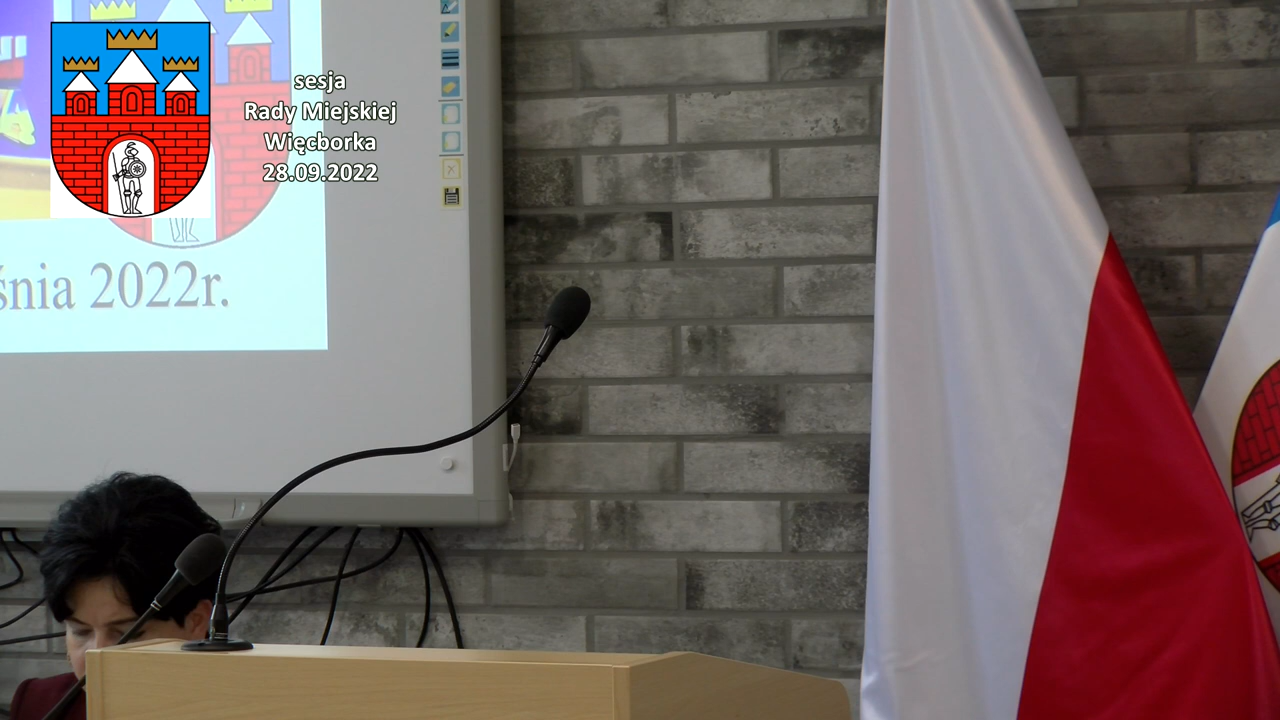 sesja
Rady Miejskiej
Więcborka
28.09.2022
śnia 2022r.